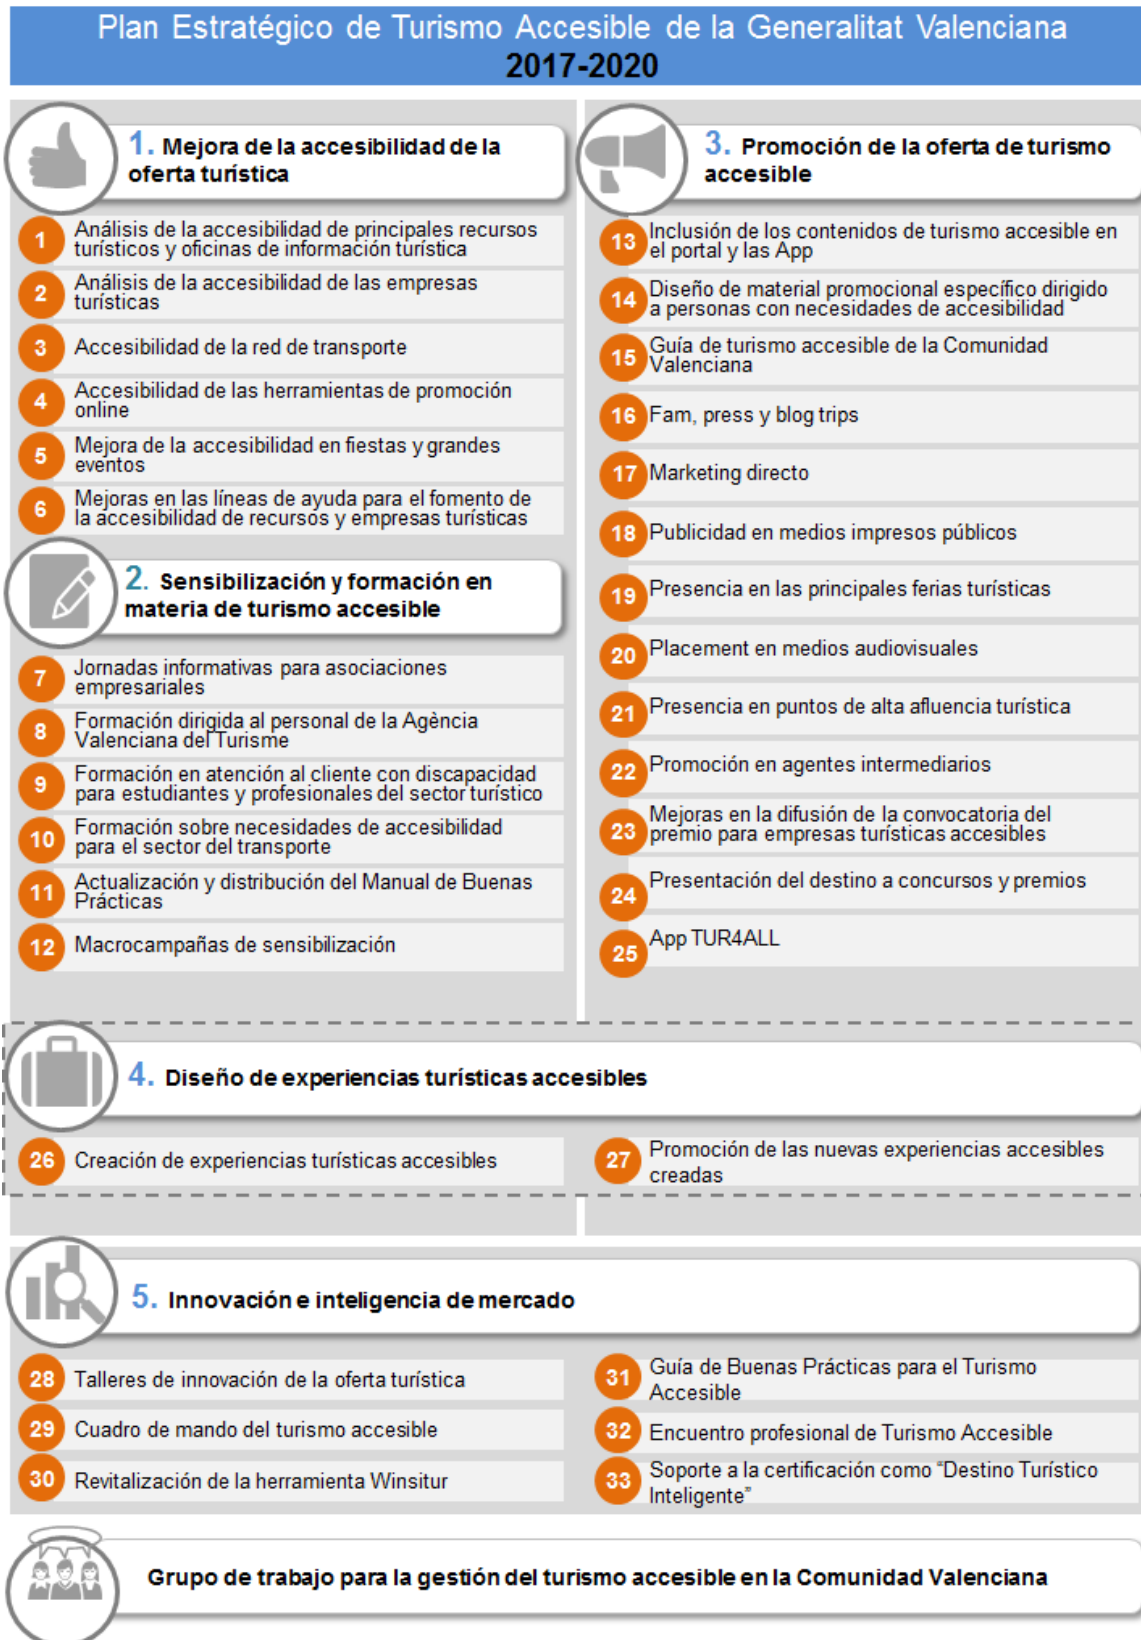 Plan Estratégico de Turismo Accesible de la Generalitat Valenciana
2017-2020
1. Mejora de la accesibilidad de la
oferta turística
1 Análisis de la accesibilidad de principales recursos
turísticos y oficinas de información turística
2 Análisis de la accesibilidad de las empresas
turísticas
3 Accesibilidad de la red de transporte
4 Accesibilidad de las herramientas de promoción
online
5 Mejora de la accesibilidad en fiestas y grandes
eventos
6 Mejoras en las líneas de ayuda para el fomento de
la accesibilidad de recursos y empresas turísticas
2. Sensibilización y formación en
materia de turismo accesible
7 Jornadas informativas para asociaciones
empresariales
8 Formación dirigida al personal de la Agència
Valenciana del Turisme
9 Formación en atención al cliente con discapacidad
para estudiantes y profesionales del sector turístico
10 Formación sobre necesidades de accesibilidad
para el sector del transporte
11 Actualización y distribución del Manual de Buenas
Prácticas
12 Macrocampañas de sensibilización
3. Promoción de la oferta de turismo
accesible
13 Inclusión de los contenidos de turismo accesible en
el portal y las App
14 Diseño de material promocional específico dirigido
a personas con necesidades de accesibilidad
15 Guía de turismo accesible de la Comunidad
Valenciana
16 Fam, press y blog trips
17 Marketing directo
18 Publicidad en medios impresos públicos
19 Presencia en las principales ferias turísticas
20 Placement en medios audiovisuales
21 Presencia en puntos de alta afluencia turística
22 Promoción en agentes intermediarios
23 Mejoras en la difusión de la convocatoria del
premio para empresas turísticas accesibles
24 Presentación del destino a concursos y premios
25 App TUR4ALL
4. Diseño de experiencias turísticas accesibles
26 Creación de experiencias turísticas accesibles
27 Promoción de las nuevas experiencias accesibles
creadas
5. Innovación e inteligencia de mercado
28 Talleres de innovación de la oferta turística
29 Cuadro de mando del turismo accesible
30 Revitalización de la herramienta Winsitur
31 Guía de Buenas Prácticas para el Turismo
Accesible
32 Encuentro profesional de Turismo Accesible
33 Soporte a la certificación como “Destino Turístico
Inteligente”
Grupo de trabajo para la gestión del turismo accesible en la Comunidad Valenciana